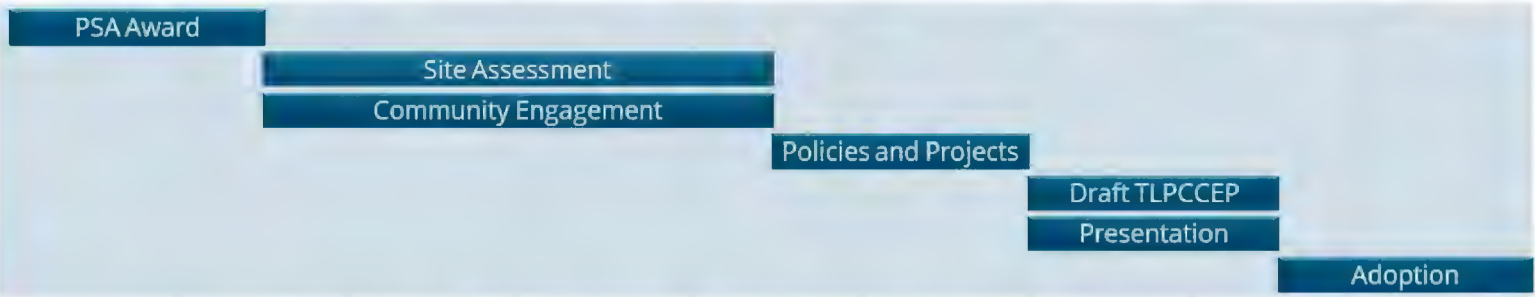 PSA Award
Site Assessment
Community Engagement
Policies and Projects
Draft TLPCCEP
Presentation
Adoption